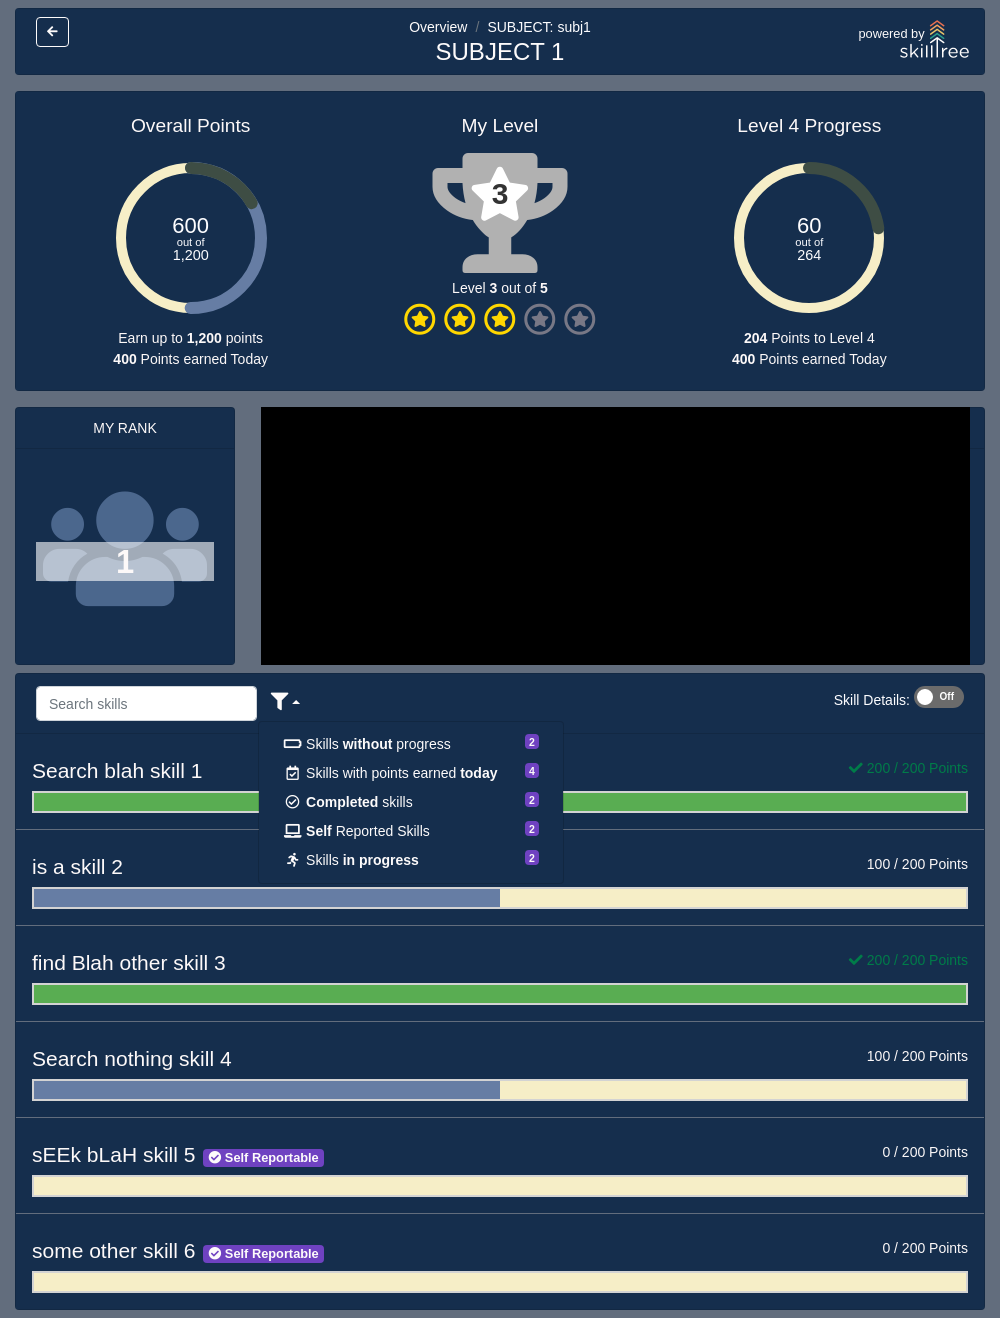 Overview / SUBJECT: subj1
SUBJECT 1
powered by
skilltree
Overall Points
600
out of
1,200
Earn up to 1,200 points
400 Points earned Today
My Level
3
Level 3 out of 5
Level 4 Progress
60
out of
264
204 Points to Level 4
400 Points earned Today
MY RANK
1
Search skills
Skill Details: Off
Skills without progress 2
Skills with points earned today 4
Completed skills 2
Self Reported Skills 2
Skills in progress 2
Search blah skill 1
200 / 200 Points
is a skill 2
100 / 200 Points
find Blah other skill 3
200 / 200 Points
Search nothing skill 4
100 / 200 Points
sEEk bLaH skill 5 Self Reportable
0 / 200 Points
some other skill 6 Self Reportable
0 / 200 Points